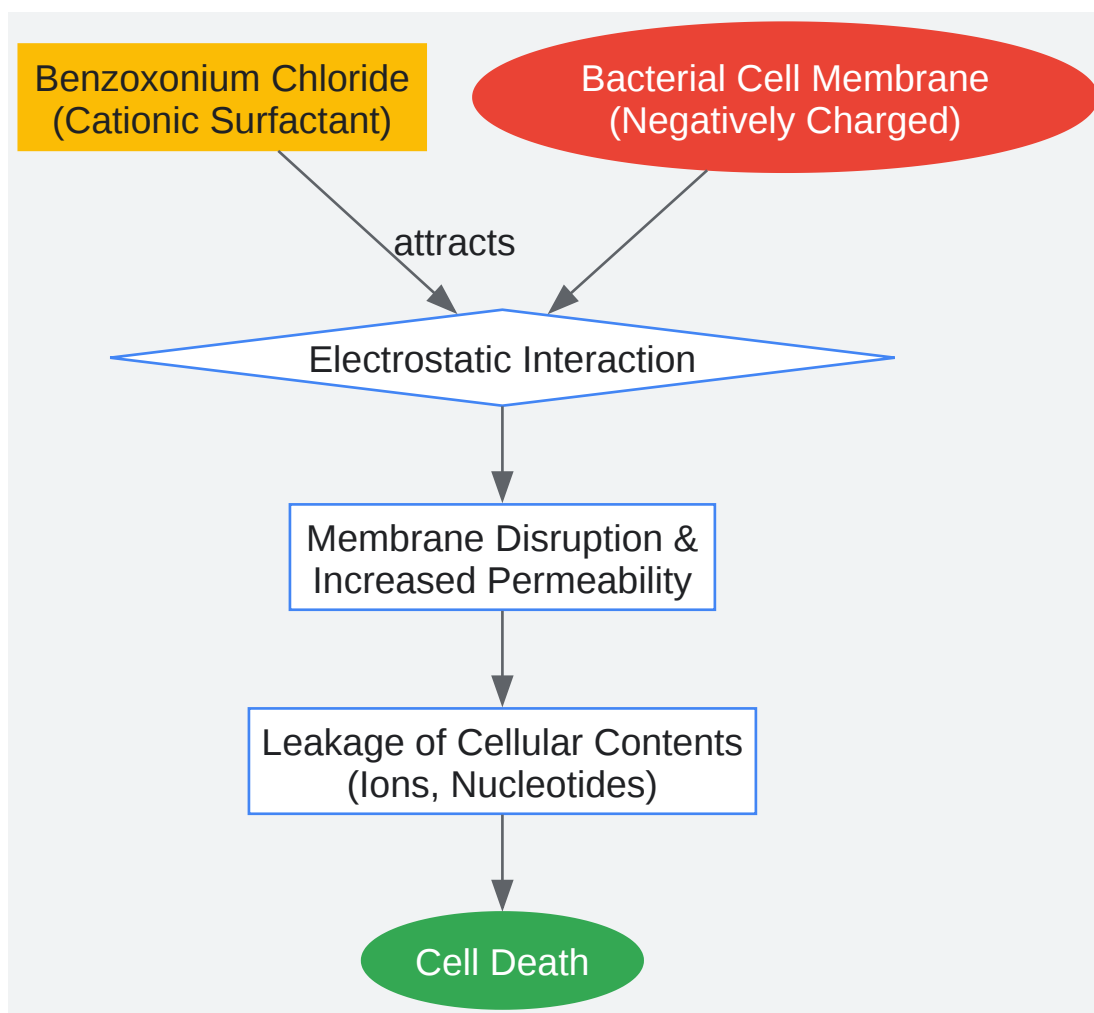 Benzoxonium Chloride
(Cationic Surfactant)
Bacterial Cell Membrane
(Negatively Charged)
attracts
Electrostatic Interaction
Membrane Disruption &
Increased Permeability
Leakage of Cellular Contents
(Ions, Nucleotides)
Cell Death